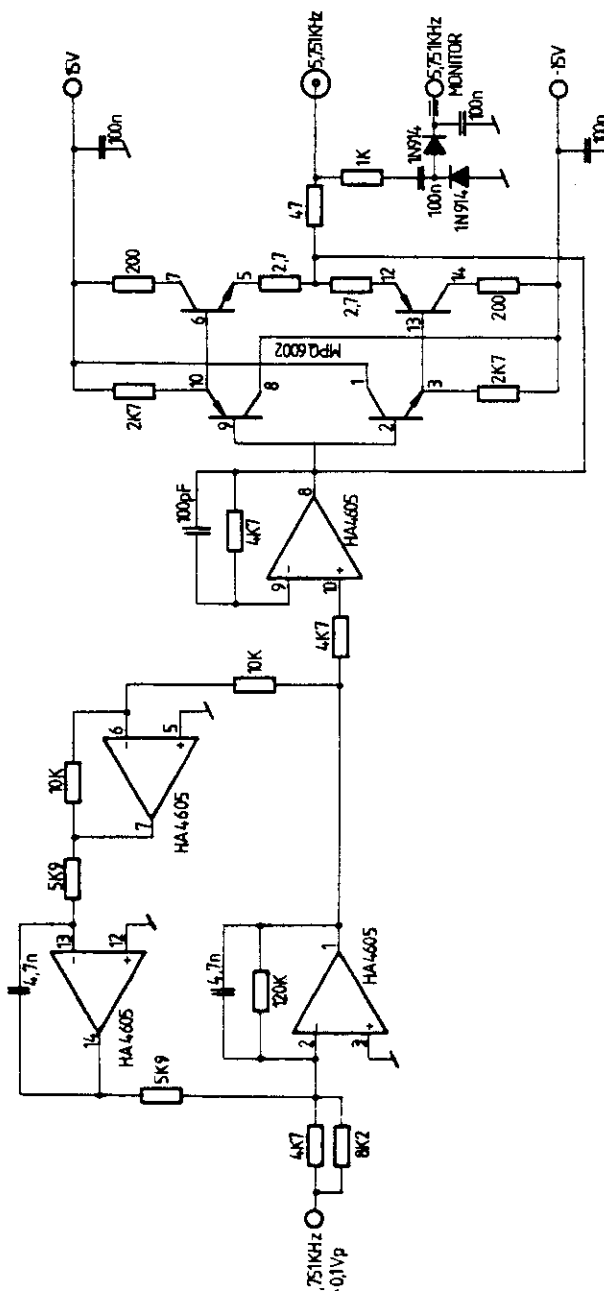 15V
100n
5,751KHz
5,751KHz
MONITOR
100n
-15V
100n
1N914
1K
100n
1N914
47
200
7
5
2,7
6
2,7
12
14
13
200
MPQ6002
2K7
10
8
9
1
2
3
2K7
100pF
4K7
8
HA4605
9
-
10
+
4K7
10K
10K
6
-
5
+
7
HA4605
5K9
4,7n
13
-
12
+
14
HA4605
5K9
4,7n
120K
1
HA4605
2
-
3
+
4K7
8K2
,751KHz
0,1Vp